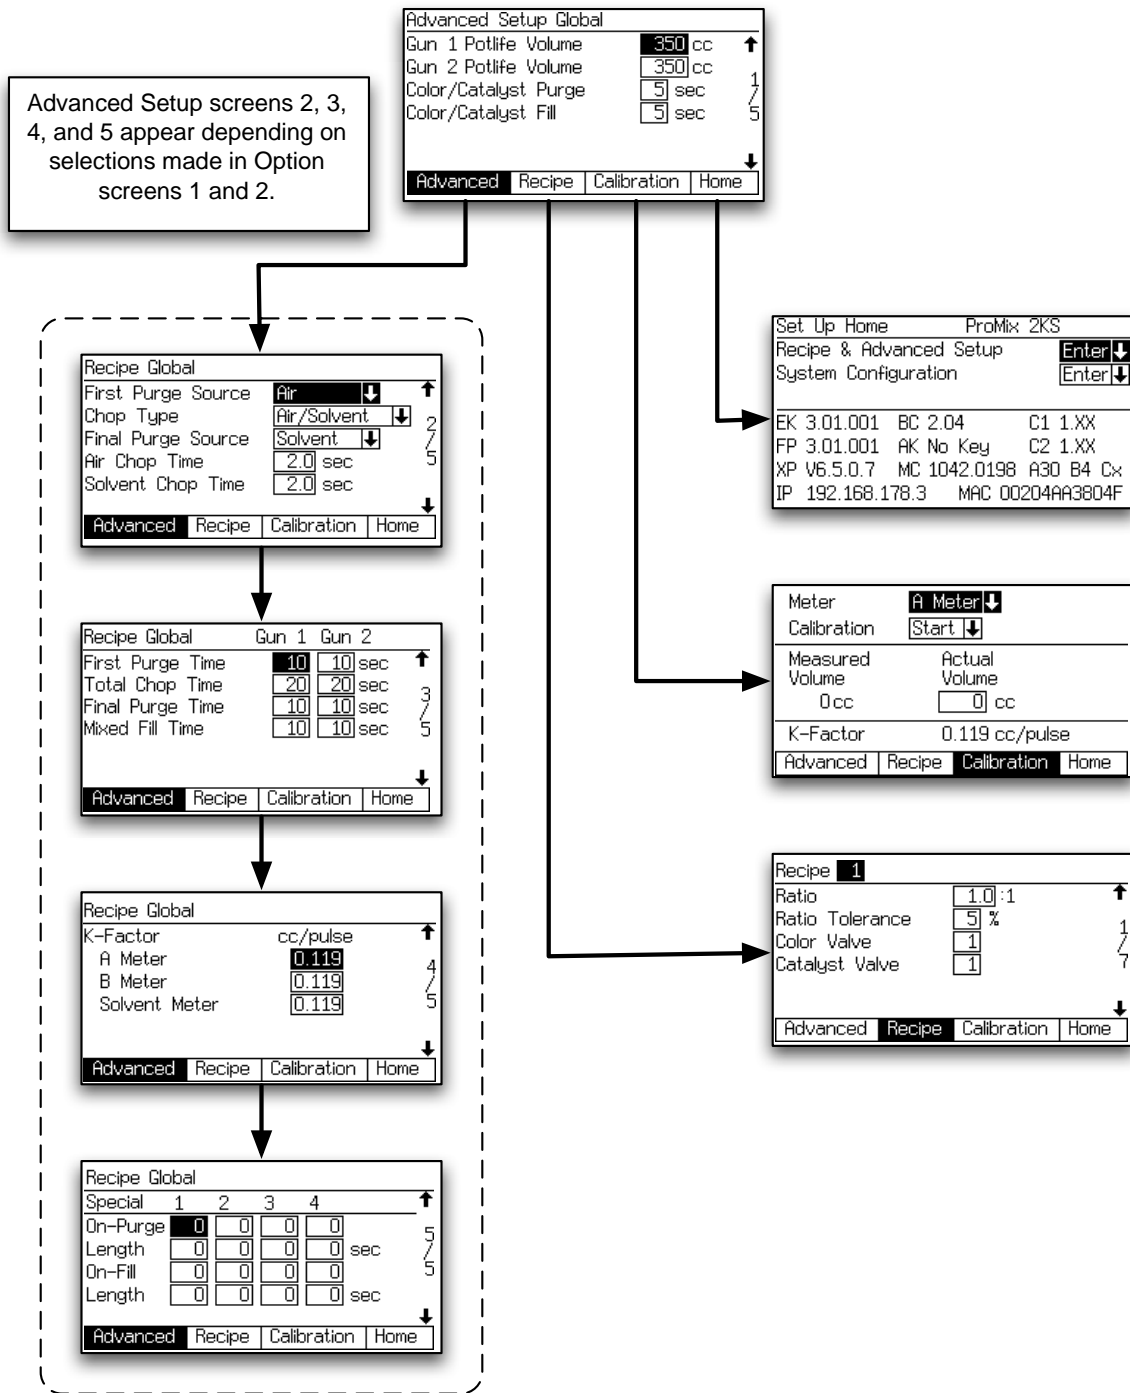 Advanced Setup Global
Gun 1 Potlife Volume 350 cc
Gun 2 Potlife Volume 350 cc
Color/Catalyst Purge 5 sec
Color/Catalyst Fill 5 sec
1/5
Advanced Recipe Calibration Home
Advanced Setup screens 2, 3,
4, and 5 appear depending on
selections made in Option
screens 1 and 2.
Recipe Global
First Purge Source Air
Chop Type Air/Solvent
Final Purge Source Solvent
Air Chop Time 2.0 sec
Solvent Chop Time 2.0 sec
2/5
Advanced Recipe Calibration Home
Recipe Global Gun 1 Gun 2
First Purge Time 10 10 sec
Total Chop Time 20 20 sec
Final Purge Time 10 10 sec
Mixed Fill Time 10 10 sec
3/5
Advanced Recipe Calibration Home
Recipe Global
K-Factor cc/pulse
A Meter 0.119
B Meter 0.119
Solvent Meter 0.119
4/5
Advanced Recipe Calibration Home
Recipe Global
Special 1 2 3 4
On-Purge 0 0 0 0
Length 0 0 0 0 sec
On-Fill 0 0 0 0
Length 0 0 0 0 sec
5/5
Advanced Recipe Calibration Home
Set Up Home ProMix 2KS
Recipe & Advanced Setup Enter
System Configuration Enter
EK 3.01.001 BC 2.04 C1 1.XX
FP 3.01.001 AK No Key C2 1.XX
XP V6.5.0.7 MC 1042.0198 A30 B4 Cx
IP 192.168.178.3 MAC 00204AA3804F
Meter A Meter
Calibration Start
Measured Actual
Volume Volume
0 cc 0 cc
K-Factor 0.119 cc/pulse
Advanced Recipe Calibration Home
Recipe 1
Ratio 1.0 :1
Ratio Tolerance 5 %
Color Valve 1
Catalyst Valve 1
1/7
Advanced Recipe Calibration Home